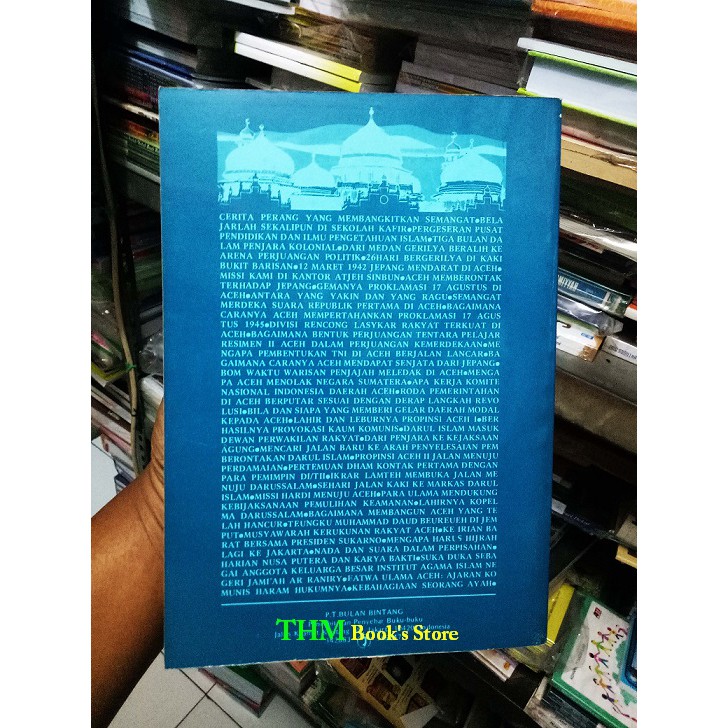 CERITA PERANG YANG MEMBANGKITKAN SEMANGAT●BELA
JARLAH SEKALIPUN DI SEKOLAH KAFIR●PERGESERAN PUSAT
PENDIDIKAN DAN ILMU PENGETAHUAN ISLAM●TIGA BULAN DA
LAM PENJARA KOLONIAL●DARI MEDAN GERILYA BERALIH KE
ARENA PERJUANGAN POLITIK●26HARI BERGERILYA DI KAKI
BUKIT BARISAN●12 MARET 1942 JEPANG MENDARAT DI ACEH●
MISSI KAMI DI KANTOR ATJEH SINBUN●ACEH MEMBERONTAK
TERHADAP JEPANG●GEMANYA PROKLAMASI 17 AGUSTUS DI
ACEH●ANTARA YANG YAKIN DAN YANG RAGU●SEMANGAT
MERDEKA SUARA REPUBLIK PERTAMA DI ACEH●BAGAIMANA
CARANYA ACEH MEMPERTAHANKAN PROKLAMASI 17 AGUS
TUS 1945●DIVISI RENCONG LASYKAR RAKYAT TERKUAT DI
ACEH●BAGAIMANA BENTUK PERJUANGAN TENTARA PELAJAR
RESIMEN II ACEH DALAM PERJUANGAN KEMERDEKAAN●ME
NGAPA PEMBENTUKAN TNI DI ACEH BERJALAN LANCAR●BA
GAIMANA CARANYA ACEH MENDAPAT SENJATA DARI JEPANG●
BOM WAKTU WARISAN PENJAJAH MELEDAK DI ACEH●MENGA
PA ACEH MENOLAK NEGARA SUMATERA●APA KERJA KOMITE
NASIONAL INDONESIA DAERAH ACEH●RODA PEMERINTAHAN
DI ACEH BERPUTAR SESUAI DENGAN DERAP LANGKAH REVO
LUSI●BILA DAN SIAPA YANG MEMBERI GELAR DAERAH MODAL
KEPADA ACEH●LAHIR DAN LEBURNYA PROPINSI ACEH I●BER
HASILNYA PROVOKASI KAUM KOMUNIS●DARUL ISLAM MASUK
DEWAN PERWAKILAN RAKYAT●DARI PENJARA KE KEJAKSAAN
AGUNG●MENCARI JALAN BARU KE ARAH PENYELESAIAN PEM
BERONTAKAN DARUL ISLAM●PROPINSI ACEH II JALAN MENUJU
PERDAMAIAN●PERTEMUAN DHAM KONTAK PERTAMA DENGAN
PARA PEMIMPIN DI/TII●IKRAR LAMTEH MEMBUKA JALAN ME
NUJU DARUSSALAM●SEHARI JALAN KAKI KE MARKAS DARUL
ISLAM●MISSI HARDI MENUJU ACEH●PARA ULAMA MENDUKUNG
KEBIJAKSANAAN PEMULIHAN KEAMANAN●LAHIRNYA KOPEL
MA DARUSSALAM●BAGAIMANA MEMBANGUN ACEH YANG TE
LAH HANCUR●TEUNGKU MUHAMMAD DAUD BEUREUEH DI JEM
PUT●MUSYAWARAH KERUKUNAN RAKYAT ACEH●KE IRIAN BA
RAT BERSAMA PRESIDEN SUKARNO●MENGAPA HARUS HIJRAH
LAGI KE JAKARTA●NADA DAN SUARA DALAM PERPISAHAN●
HARIAN NUSA PUTERA DAN KARYA BAKTI●SUKA DUKA SEBA
GAI ANGGOTA KELUARGA BESAR INSTITUT AGAMA ISLAM NE
GERI JAMI'AH AR RANIRY●FATWA ULAMA ACEH: AJARAN KO
MUNIS HARAM HUKUMNYA●KEBAHAGIAAN SEORANG AYAH●
P.T.BULAN BINTANG
Penyebar Buku-buku
THM Book's Store
Indonesia